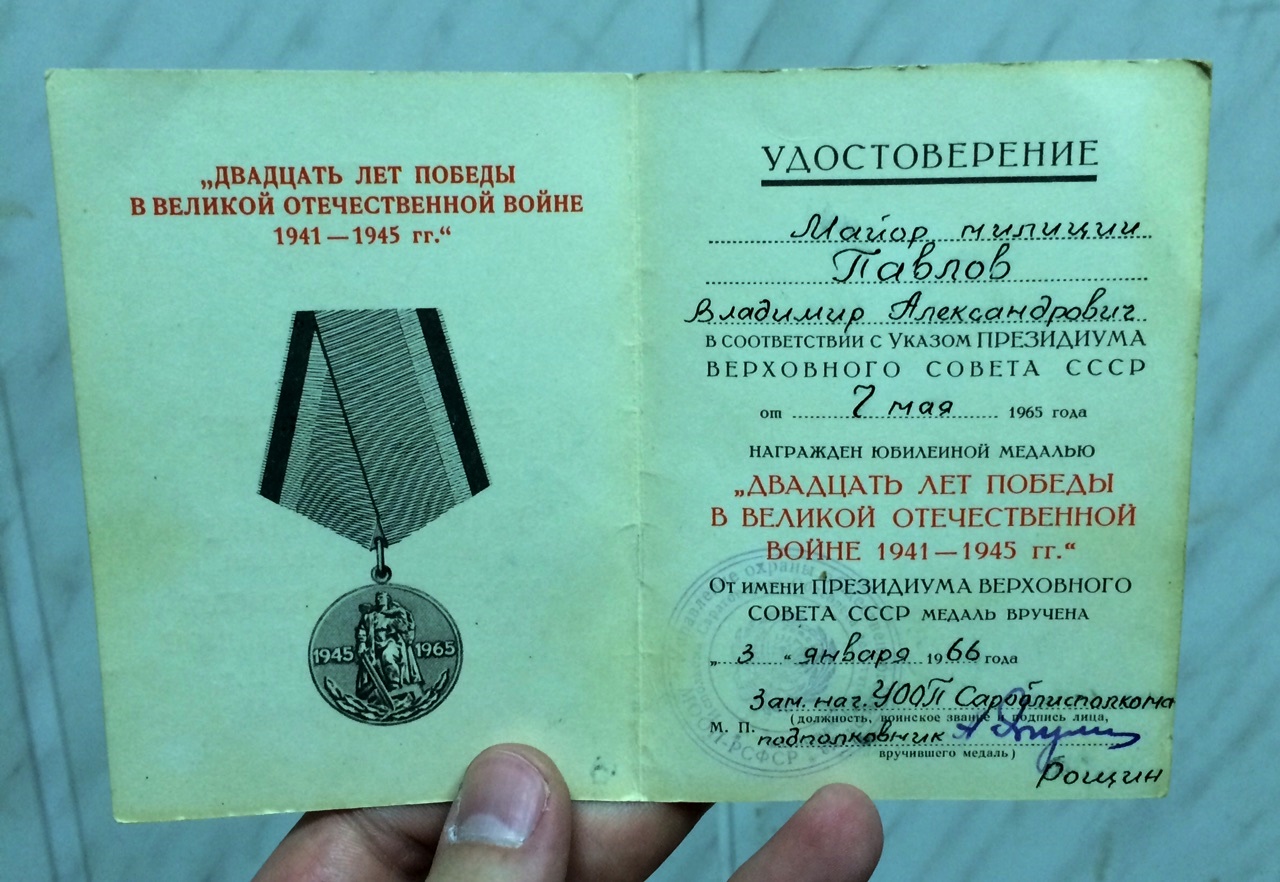 „ДВАДЦАТЬ ЛЕТ ПОБЕДЫ
В ВЕЛИКОЙ ОТЕЧЕСТВЕННОЙ ВОЙНЕ
1941 — 1945 гг.“
1945 1965
УДОСТОВЕРЕНИЕ
Майор милиции
Павлов
Владимир Александрович
В СООТВЕТСТВИИ С УКАЗОМ ПРЕЗИДИУМА
ВЕРХОВНОГО СОВЕТА СССР
от 7 мая 1965 года
НАГРАЖДЕН ЮБИЛЕЙНОЙ МЕДАЛЬЮ
„ДВАДЦАТЬ ЛЕТ ПОБЕДЫ
В ВЕЛИКОЙ ОТЕЧЕСТВЕННОЙ
ВОЙНЕ 1941 — 1945 гг.“
ОТ ИМЕНИ ПРЕЗИДИУМА ВЕРХОВНОГО
СОВЕТА СССР МЕДАЛЬ ВРУЧЕНА
„ 3 “ января 1966 года
Зам. нач. УООП Сароблисполкома
(должность, воинское звание и подпись лица,
М. П. подполковник
вручившего медаль)
Рощин
охраны
РСФСР